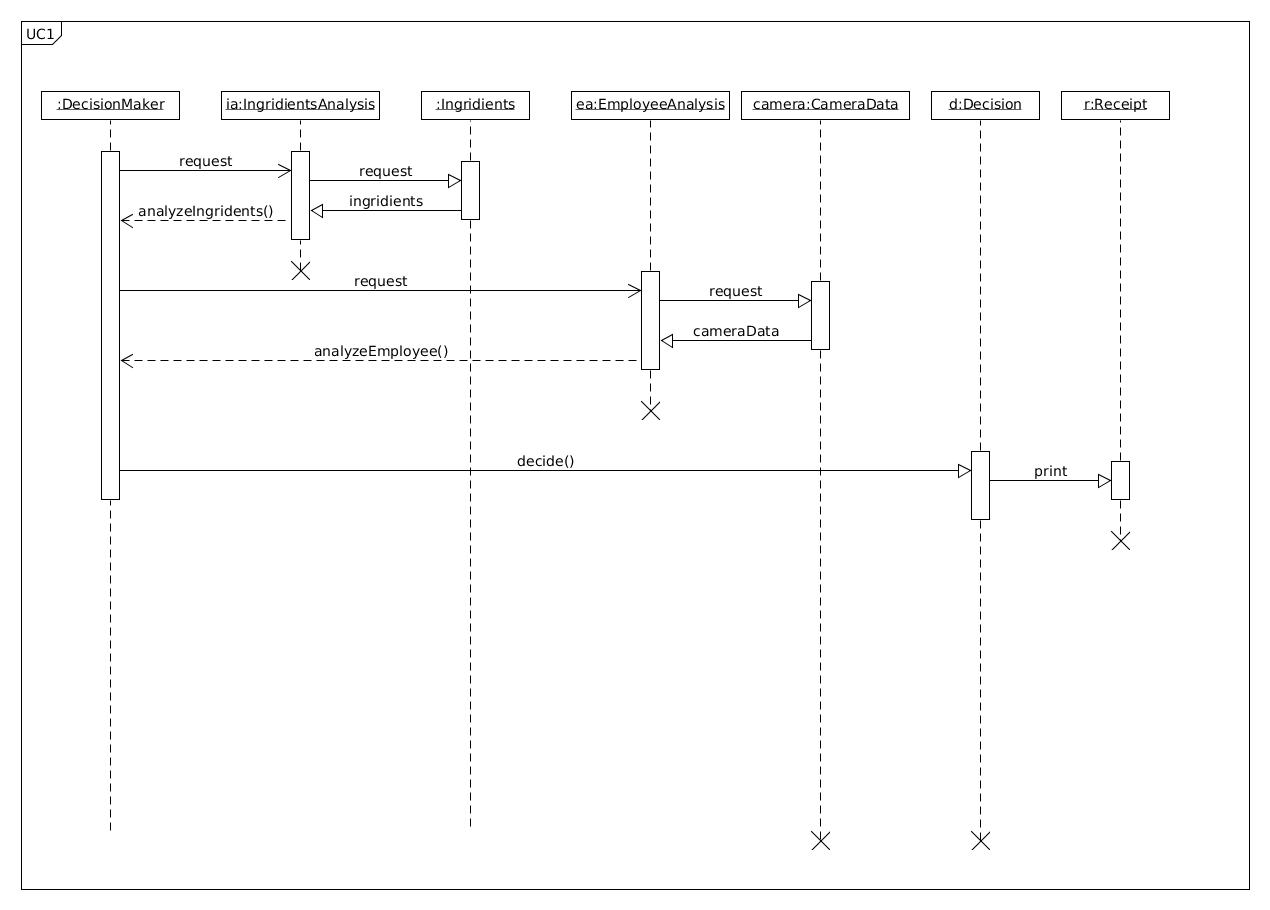 UC1
:DecisionMaker
ia:IngridientsAnalysis
:Ingridients
ea:EmployeeAnalysis
camera:CameraData
d:Decision
r:Receipt
request
request
ingridients
analyzeIngridents()
request
request
cameraData
analyzeEmployee()
decide()
print